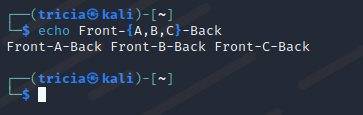 ┌──(tricia㉿kali)-[~]
└─$ echo Front-{A,B,C}-Back
Front-A-Back Front-B-Back Front-C-Back
┌──(tricia㉿kali)-[~]
└─$